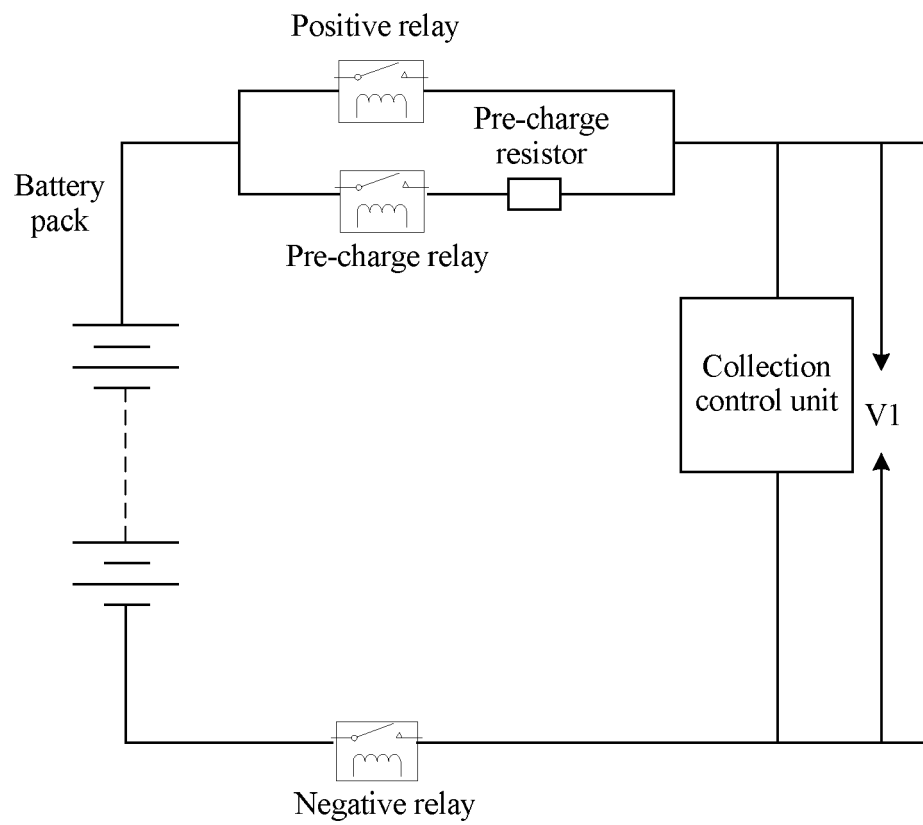 Positive relay
Pre-charge
resistor
Battery
pack
Pre-charge relay
Collection
control unit
V1
Negative relay